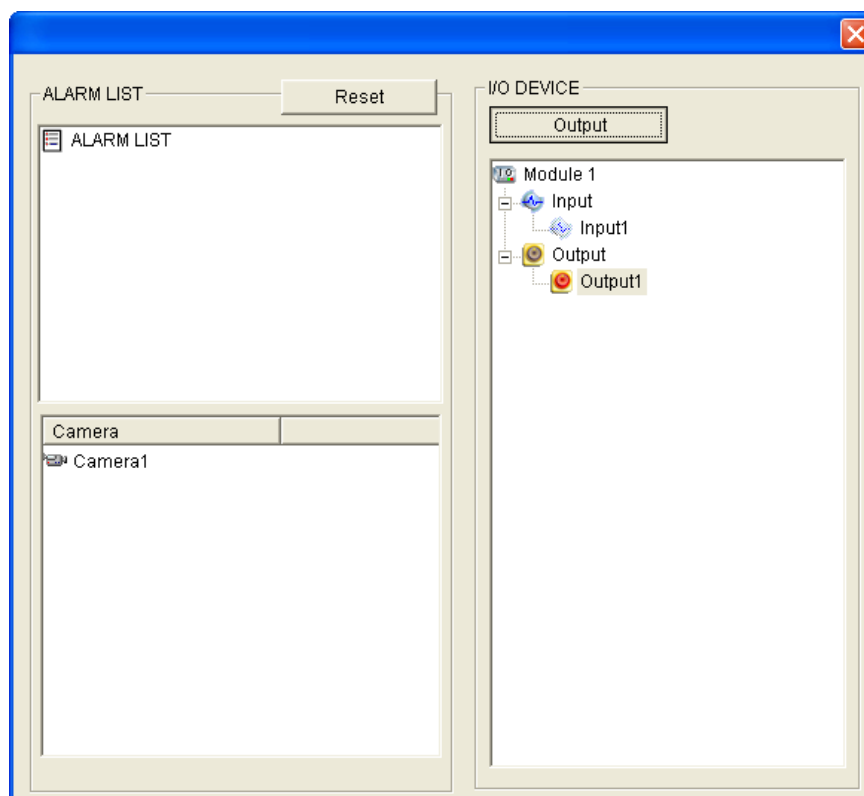 ALARM LIST
Reset
ALARM LIST
Camera
Camera1
I/O DEVICE
Output
Module 1
Input
Input1
Output
Output1